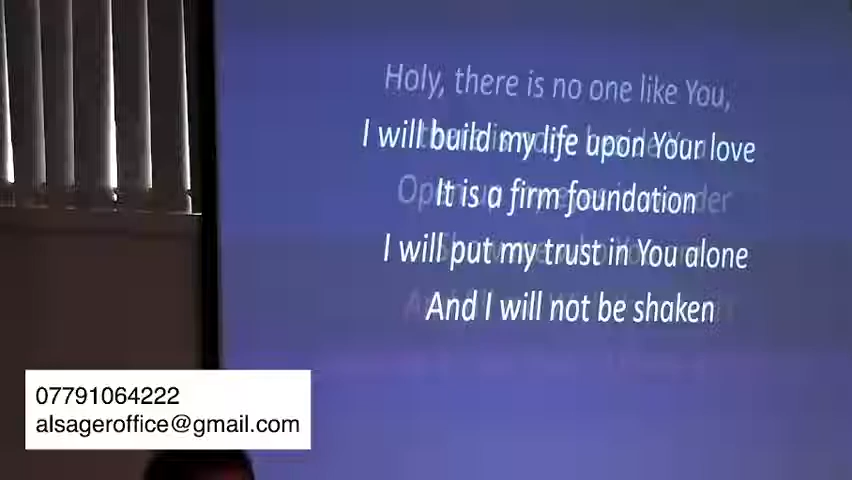 Holy, there is no one like You,
I will build my life upon Your love
It is a firm foundation
I will put my trust in You alone
And I will not be shaken
07791064222
alsageroffice@gmail.com